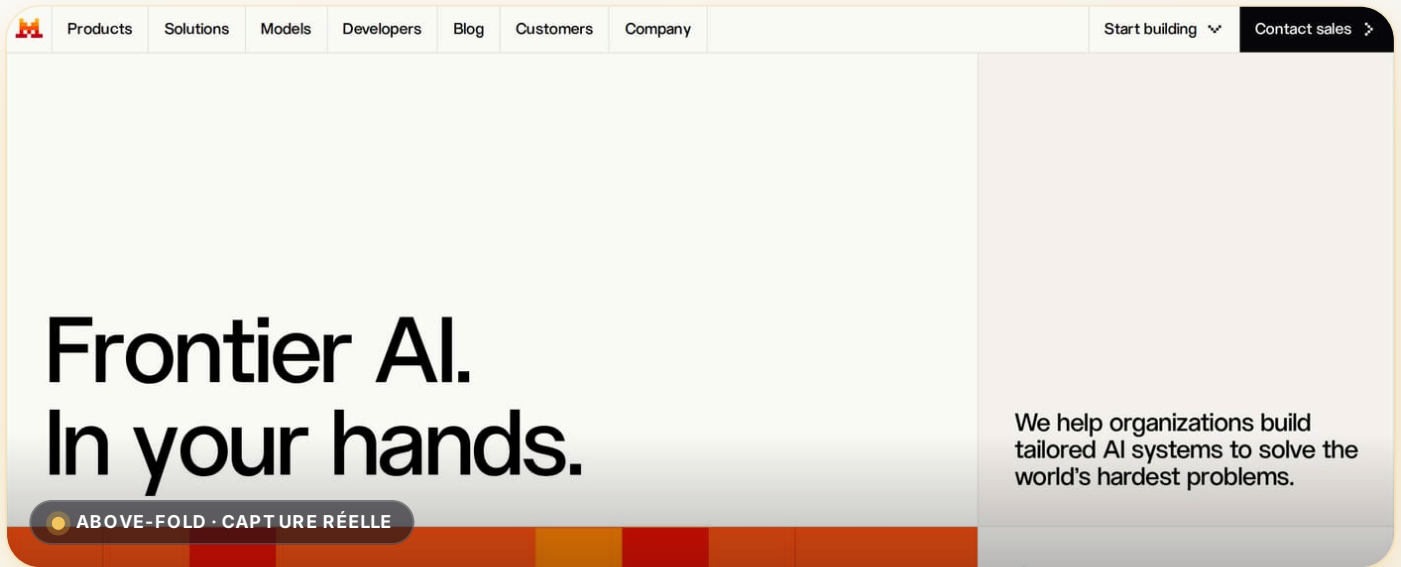 Products
Solutions
Models
Developers
Blog
Customers
Company
Start building
Contact sales
Frontier AI.
In your hands.
We help organizations build
tailored AI systems to solve the
world's hardest problems.
ABOVE-FOLD · CAPTURE RÉELLE